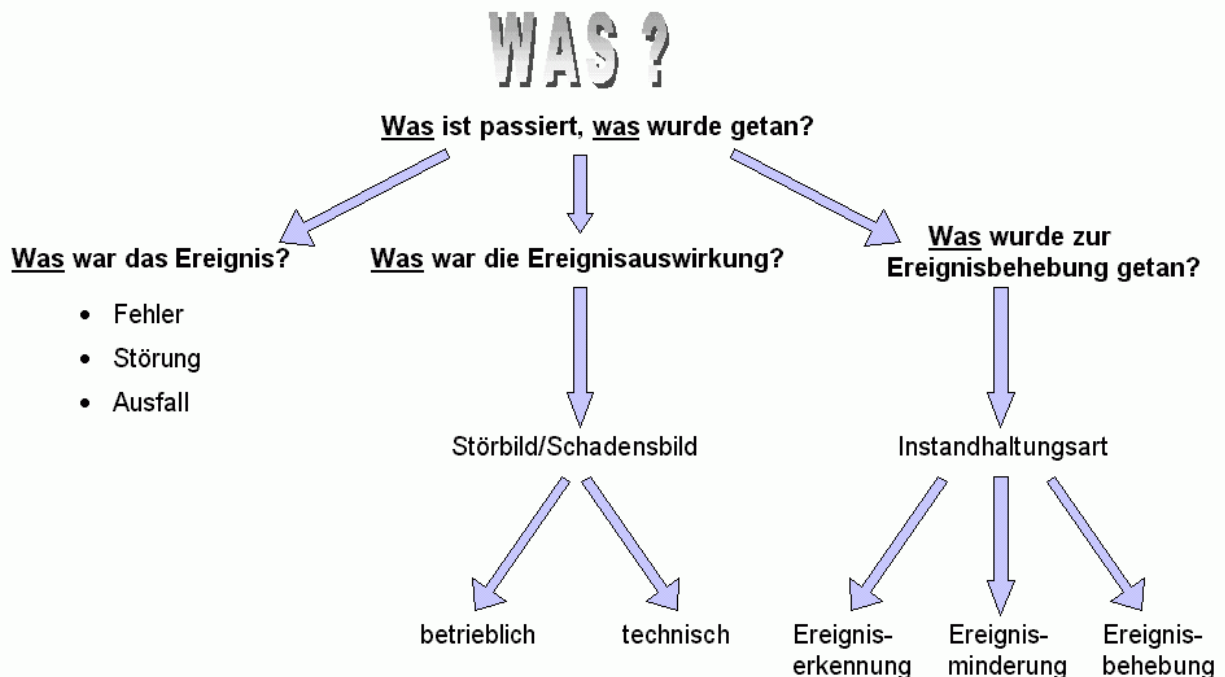 WAS ?
Was ist passiert, was wurde getan?
Was war das Ereignis?
• Fehler
• Störung
• Ausfall
Was war die Ereignisauswirkung?
Störbild/Schadensbild
betrieblich
technisch
Was wurde zur
Ereignisbehebung getan?
Instandhaltungsart
Ereignis-
erkennung
Ereignis-
minderung
Ereignis-
behebung